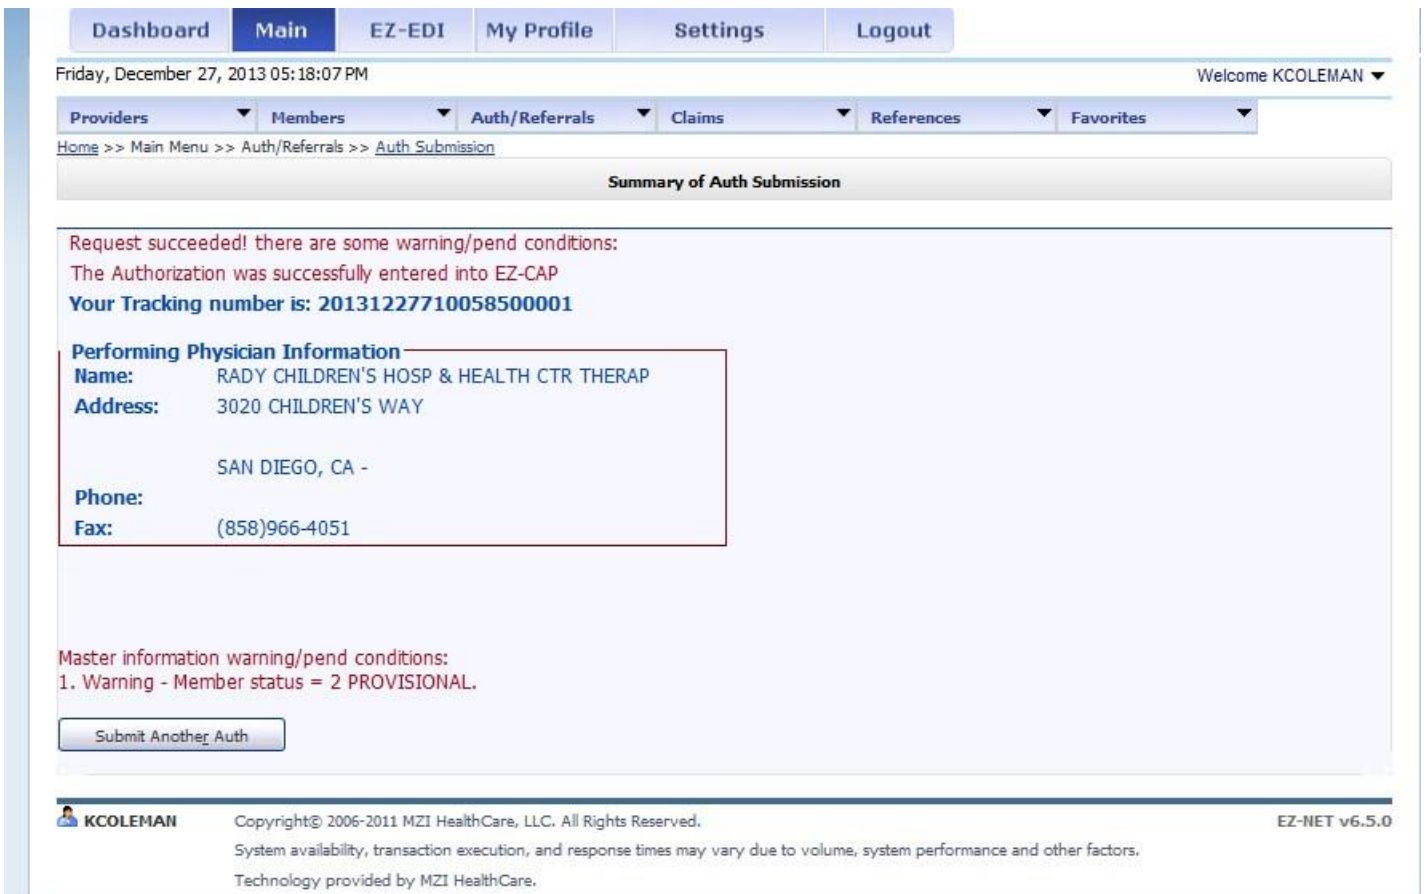 Dashboard Main EZ-EDI My Profile Settings Logout
Friday, December 27, 2013 05:18:07 PM Welcome KCOLEMAN
Providers Members Auth/Referrals Claims References Favorites
Home >> Main Menu >> Auth/Referrals >> Auth Submission
Summary of Auth Submission
Request succeeded! there are some warning/pend conditions:
The Authorization was successfully entered into EZ-CAP
Your Tracking number is: 20131227710058500001
Performing Physician Information
Name: RADY CHILDREN'S HOSP & HEALTH CTR THERAP
Address: 3020 CHILDREN'S WAY
SAN DIEGO, CA -
Phone:
Fax: (858)966-4051
Master information warning/pend conditions:
1. Warning - Member status = 2 PROVISIONAL.
Submit Another Auth
KCOLEMAN Copyright© 2006-2011 MZI HealthCare, LLC. All Rights Reserved. EZ-NET v6.5.0
System availability, transaction execution, and response times may vary due to volume, system performance and other factors.
Technology provided by MZI HealthCare.